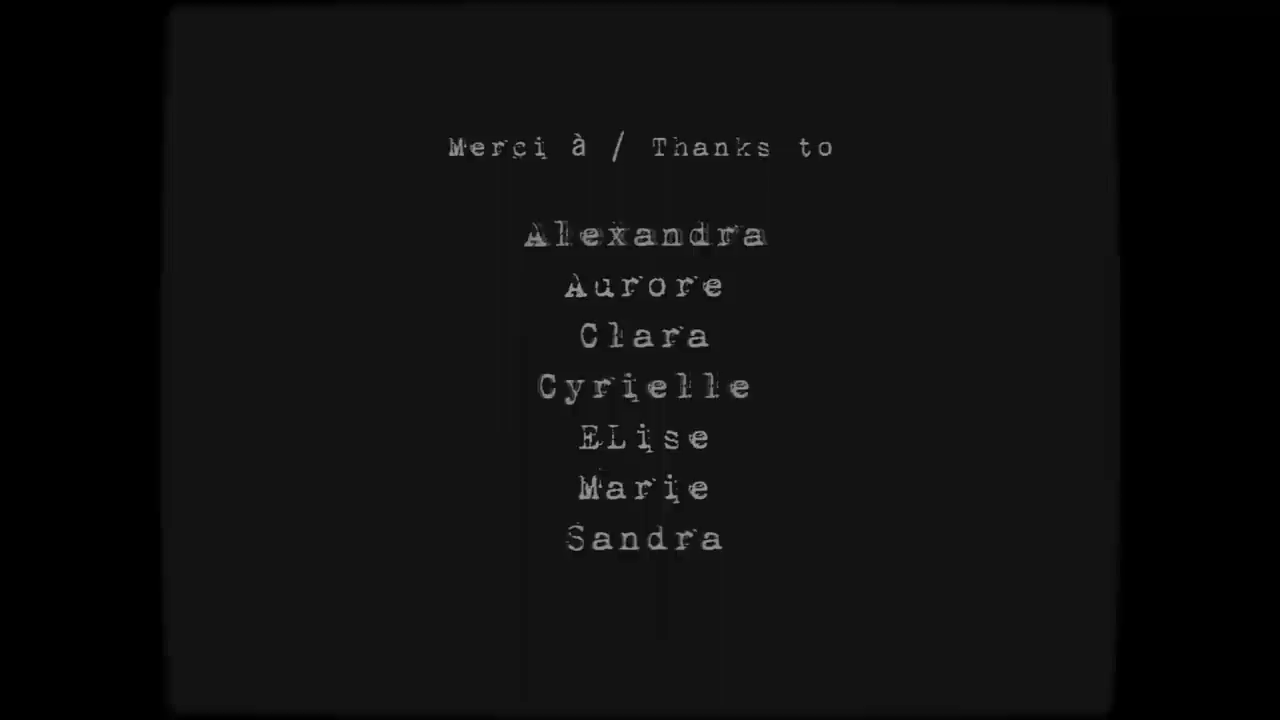 Merci à / Thanks to
Alexandra
Aurore
Clara
Cyrielle
ELise
Marie
Sandra